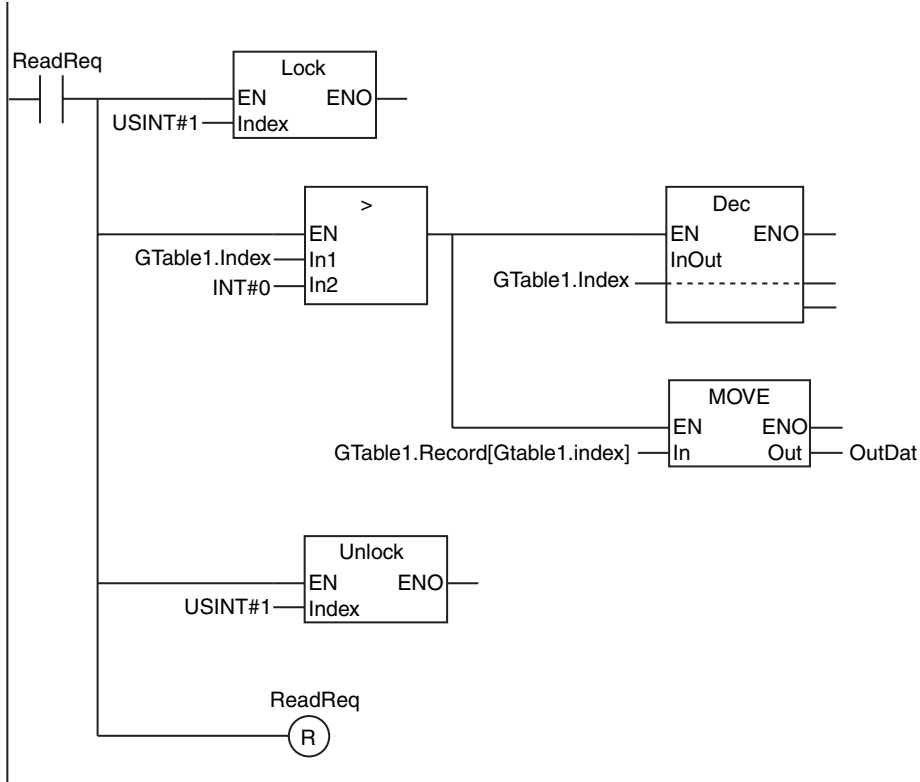 ReadReq
Lock
EN ENO
USINT#1 Index
>
EN
GTable1.Index In1
INT#0 In2
Dec
EN ENO
InOut
GTable1.Index
MOVE
EN ENO
GTable1.Record[Gtable1.index] In Out OutDat
Unlock
EN ENO
USINT#1 Index
ReadReq
R